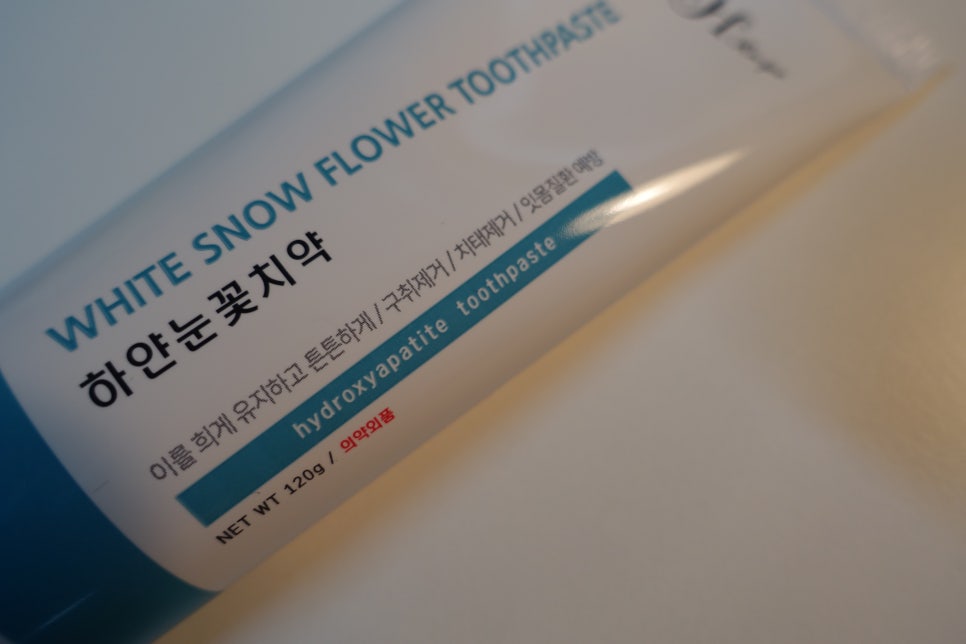 WHITE SNOW FLOWER TOOTHPASTE
하얀눈꽃치약
이를 희게 유지하고 튼튼하게 / 구취제거 / 치태제거 / 잇몸질환 예방
hydroxyapatite toothpaste
NET WT 120g / 의약외품